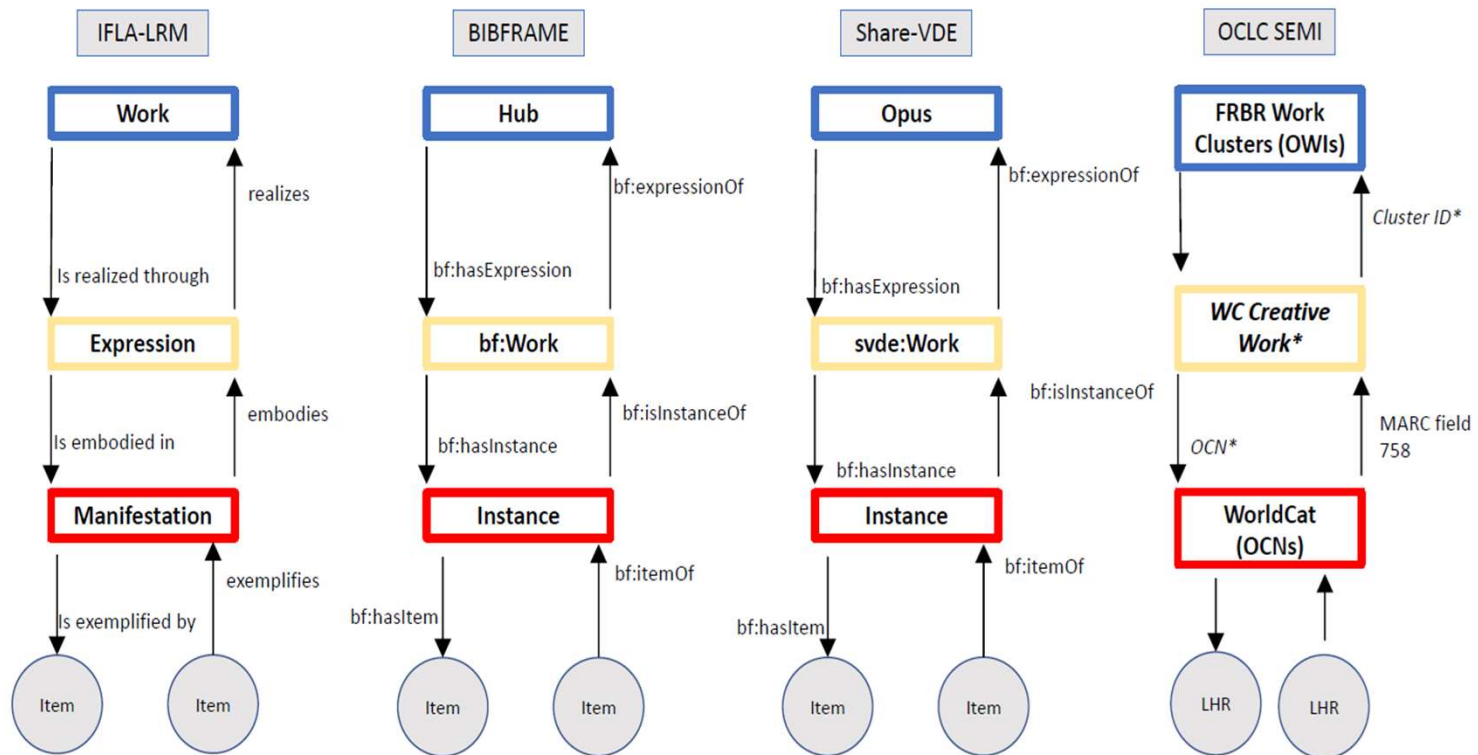 IFLA-LRM
BIBFRAME
Share-VDE
OCLC SEMI
Work
Hub
Opus
FRBR Work
Clusters (OWIs)
realizes
bf:expressionOf
bf:expressionOf
Cluster ID*
Is realized through
bf:hasExpression
bf:hasExpression
Expression
bf:Work
svde:Work
WC Creative
Work*
embodies
bf:isInstanceOf
bf:isInstanceOf
MARC field
758
Is embodied in
bf:hasInstance
bf:hasInstance
OCN*
Manifestation
Instance
Instance
WorldCat
(OCNs)
exemplifies
bf:itemOf
bf:itemOf
Is exemplified by
bf:hasItem
bf:hasItem
Item
Item
Item
Item
Item
Item
LHR
LHR